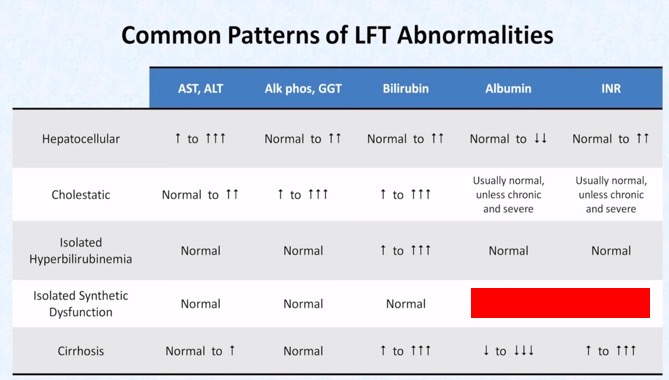 Common Patterns of LFT Abnormalities
AST, ALT Alk phos, GGT Bilirubin Albumin INR
Hepatocellular ↑ to ↑↑↑ Normal to ↑↑ Normal to ↑↑ Normal to ↓↓ Normal to ↑↑
Cholestatic Normal to ↑↑ ↑ to ↑↑↑ ↑ to ↑↑↑ Usually normal, unless chronic and severe Usually normal, unless chronic and severe
Isolated Hyperbilirubinemia Normal Normal ↑ to ↑↑↑ Normal Normal
Isolated Synthetic Dysfunction Normal Normal Normal
Cirrhosis Normal to ↑ Normal ↑ to ↑↑↑ ↓ to ↓↓↓ ↑ to ↑↑↑